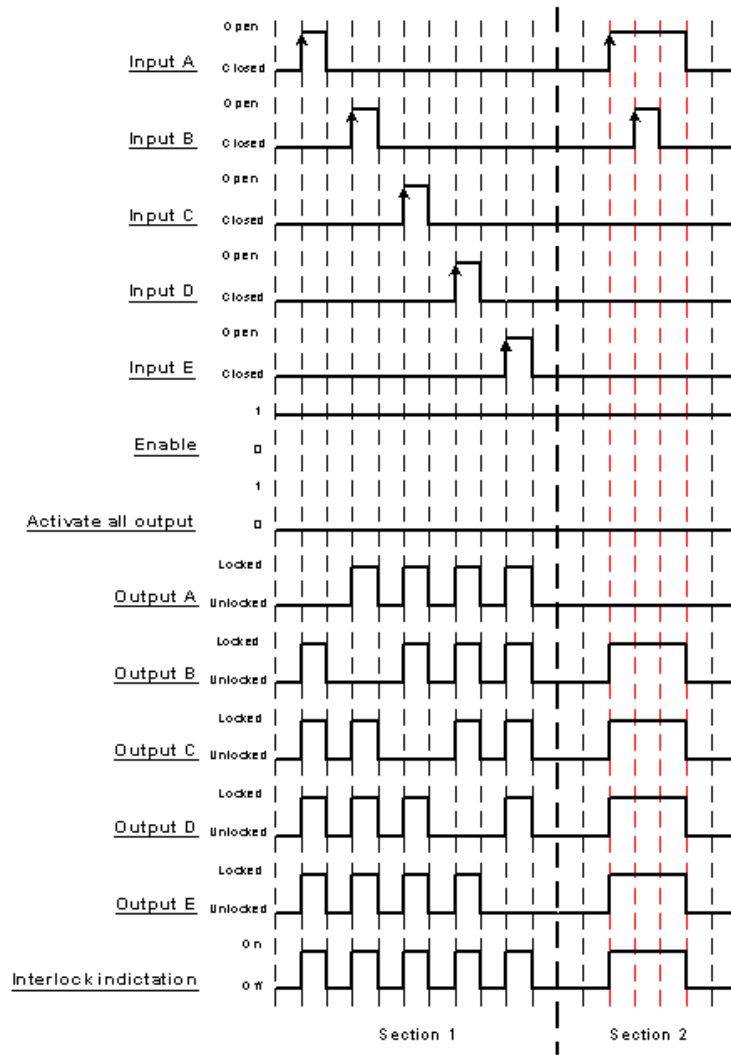 Open
Input A
Closed
Open
Input B
Closed
Open
Input C
Closed
Open
Input D
Closed
Open
Input E
Closed
1
Enable
0
1
Activate all output
0
Locked
Output A
Unlocked
Locked
Output B
Unlocked
Locked
Output C
Unlocked
Locked
Output D
Unlocked
Locked
Output E
Unlocked
On
Interlock indictation
Off
Section 1
Section 2